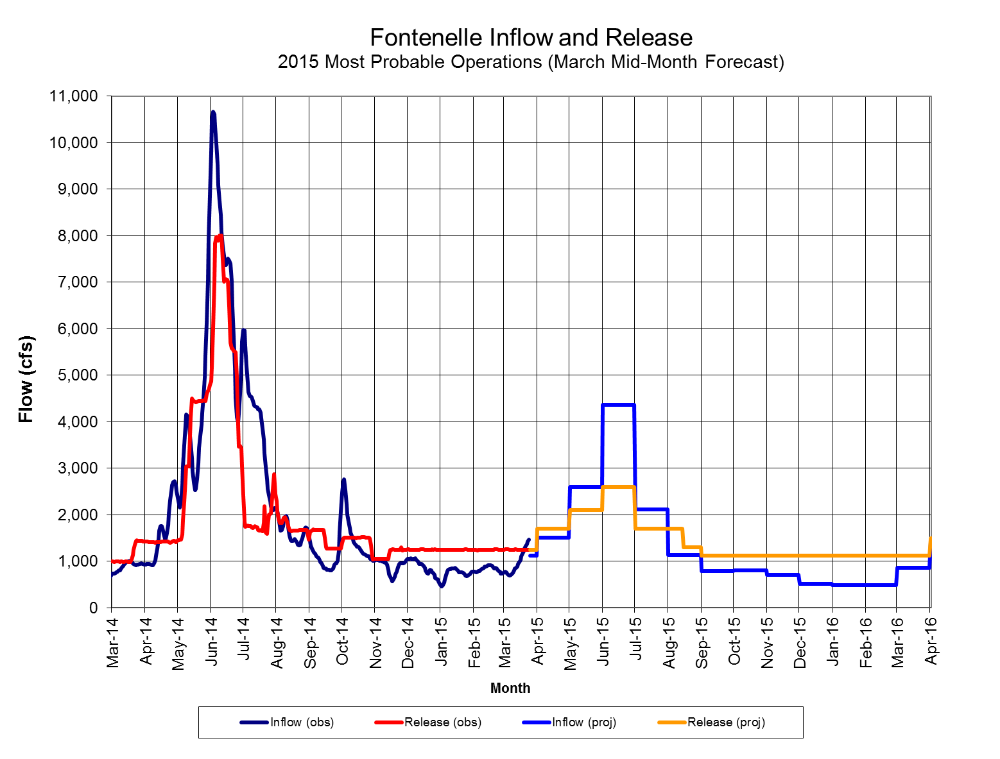 Fontenelle Inflow and Release
2015 Most Probable Operations (March Mid-Month Forecast)
11,000
10,000
9,000
8,000
7,000
6,000
5,000
4,000
3,000
2,000
1,000
0
Flow (cfs)
Mar-14
Apr-14
May-14
Jun-14
Jul-14
Aug-14
Sep-14
Oct-14
Nov-14
Dec-14
Jan-15
Feb-15
Mar-15
Apr-15
May-15
Jun-15
Jul-15
Aug-15
Sep-15
Oct-15
Nov-15
Dec-15
Jan-16
Feb-16
Mar-16
Apr-16
Month
Inflow (obs) Release (obs) Inflow (proj) Release (proj)